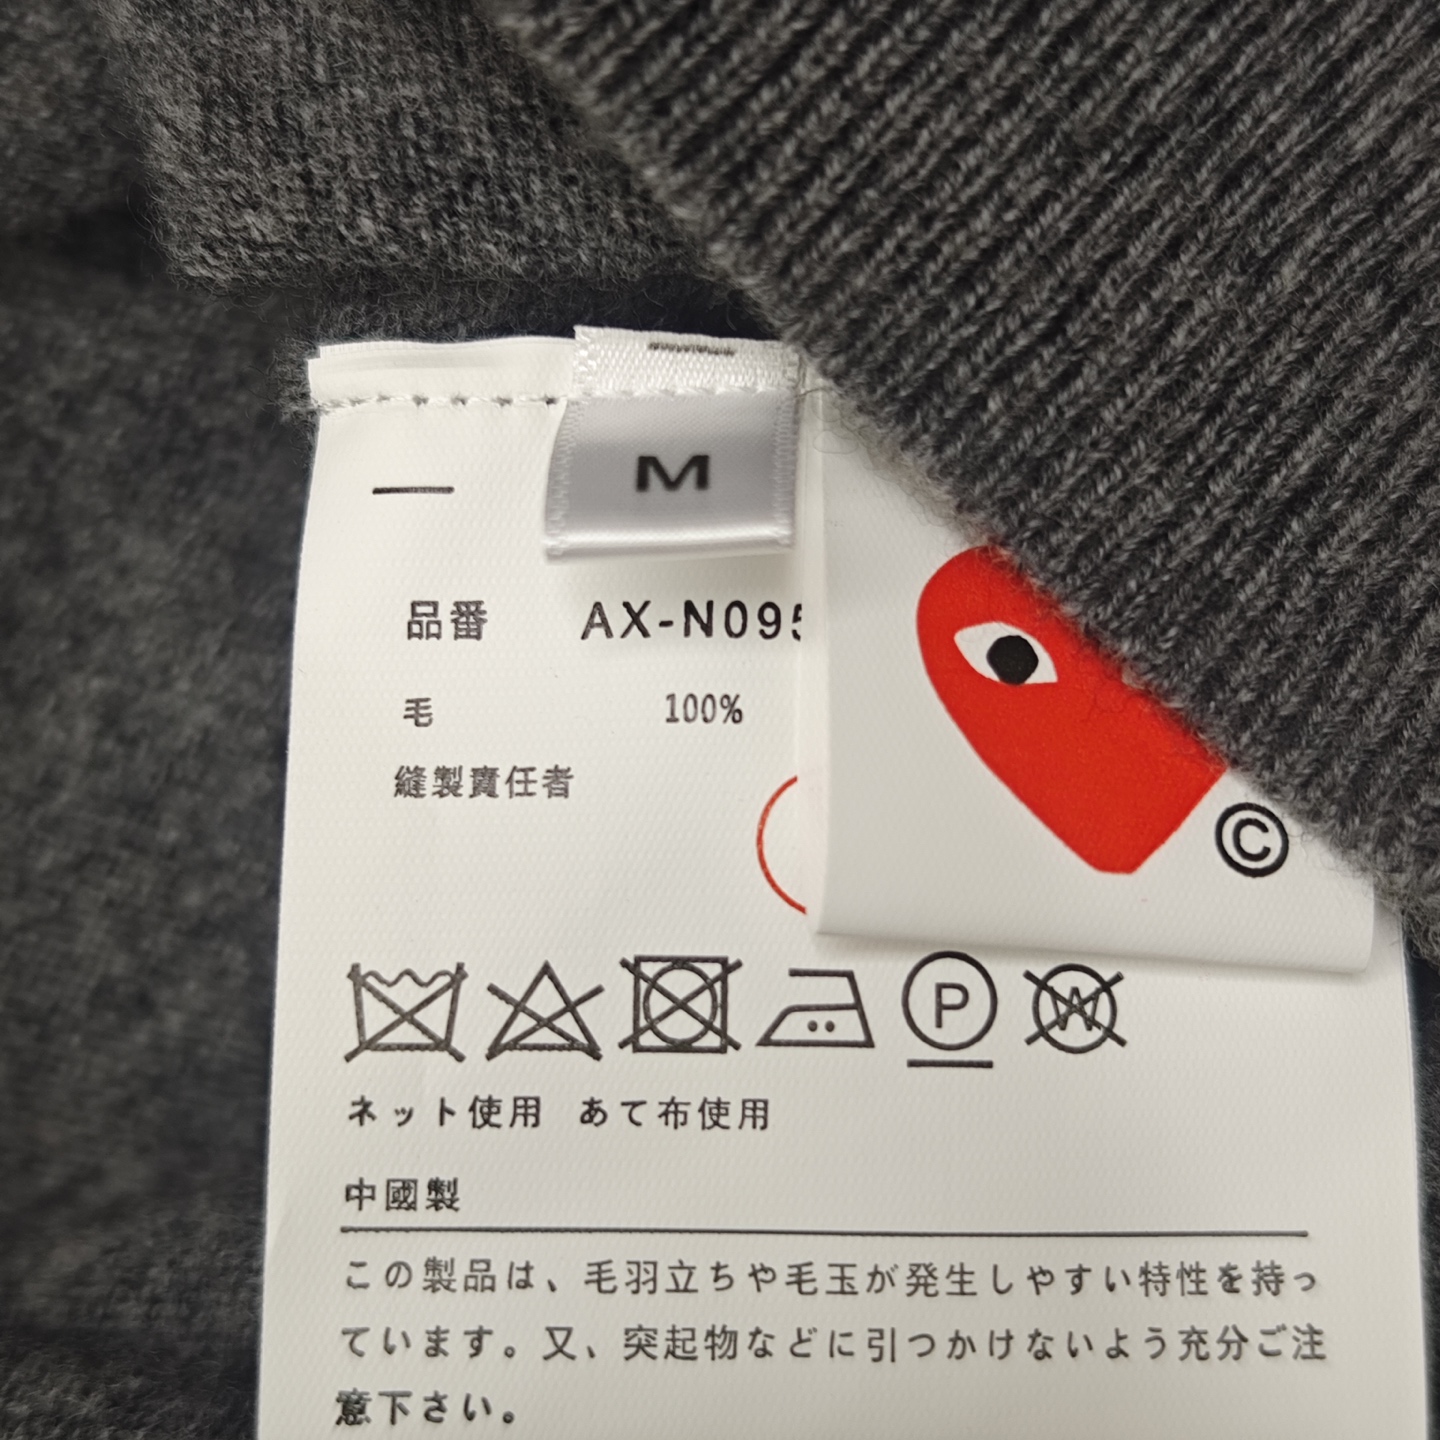 M
品番 AX-N095
毛 100%
縫製責任者
©
P
W
ネット使用 あて布使用
中國製
この製品は、毛羽立ちや毛玉が発生しやすい特性を持っ
ています。又、突起物などに引つかけないよう充分ご注
意下さい。